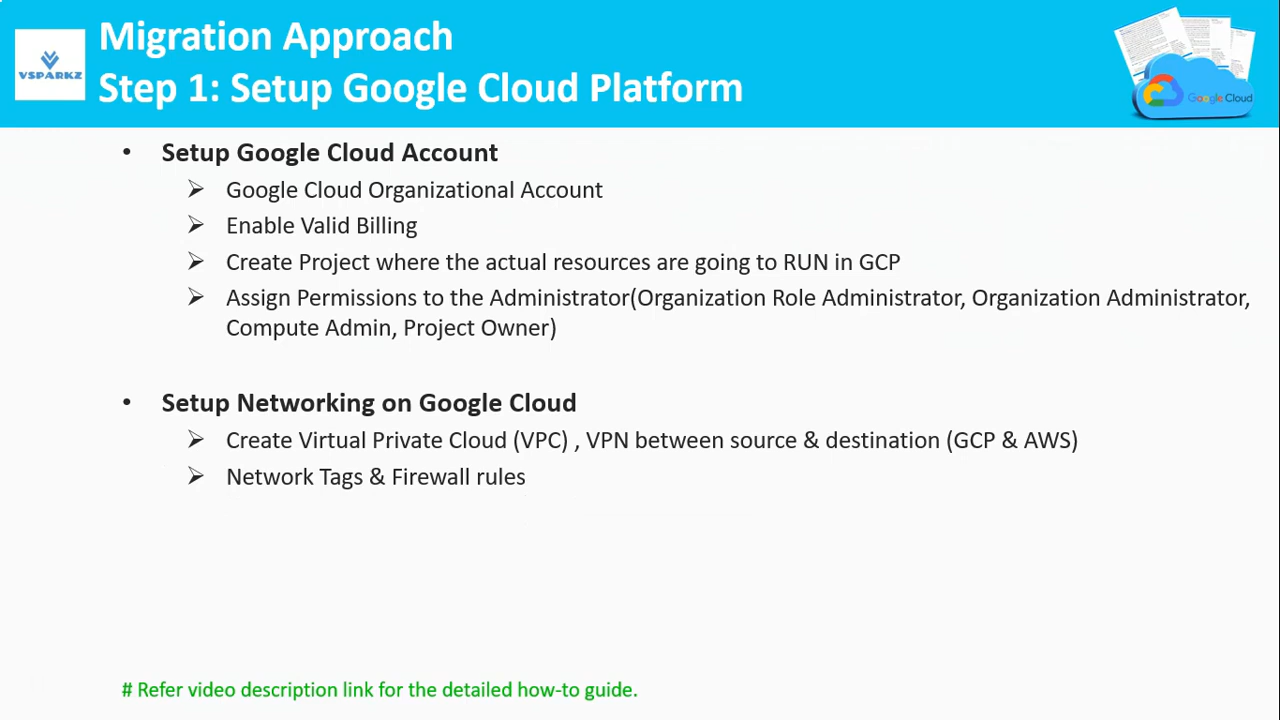 Migration Approach
Step 1: Setup Google Cloud Platform
VSPARKZ
Google Cloud
• Setup Google Cloud Account
➢ Google Cloud Organizational Account
➢ Enable Valid Billing
➢ Create Project where the actual resources are going to RUN in GCP
➢ Assign Permissions to the Administrator(Organization Role Administrator, Organization Administrator,
Compute Admin, Project Owner)
• Setup Networking on Google Cloud
➢ Create Virtual Private Cloud (VPC) , VPN between source & destination (GCP & AWS)
➢ Network Tags & Firewall rules
# Refer video description link for the detailed how-to guide.